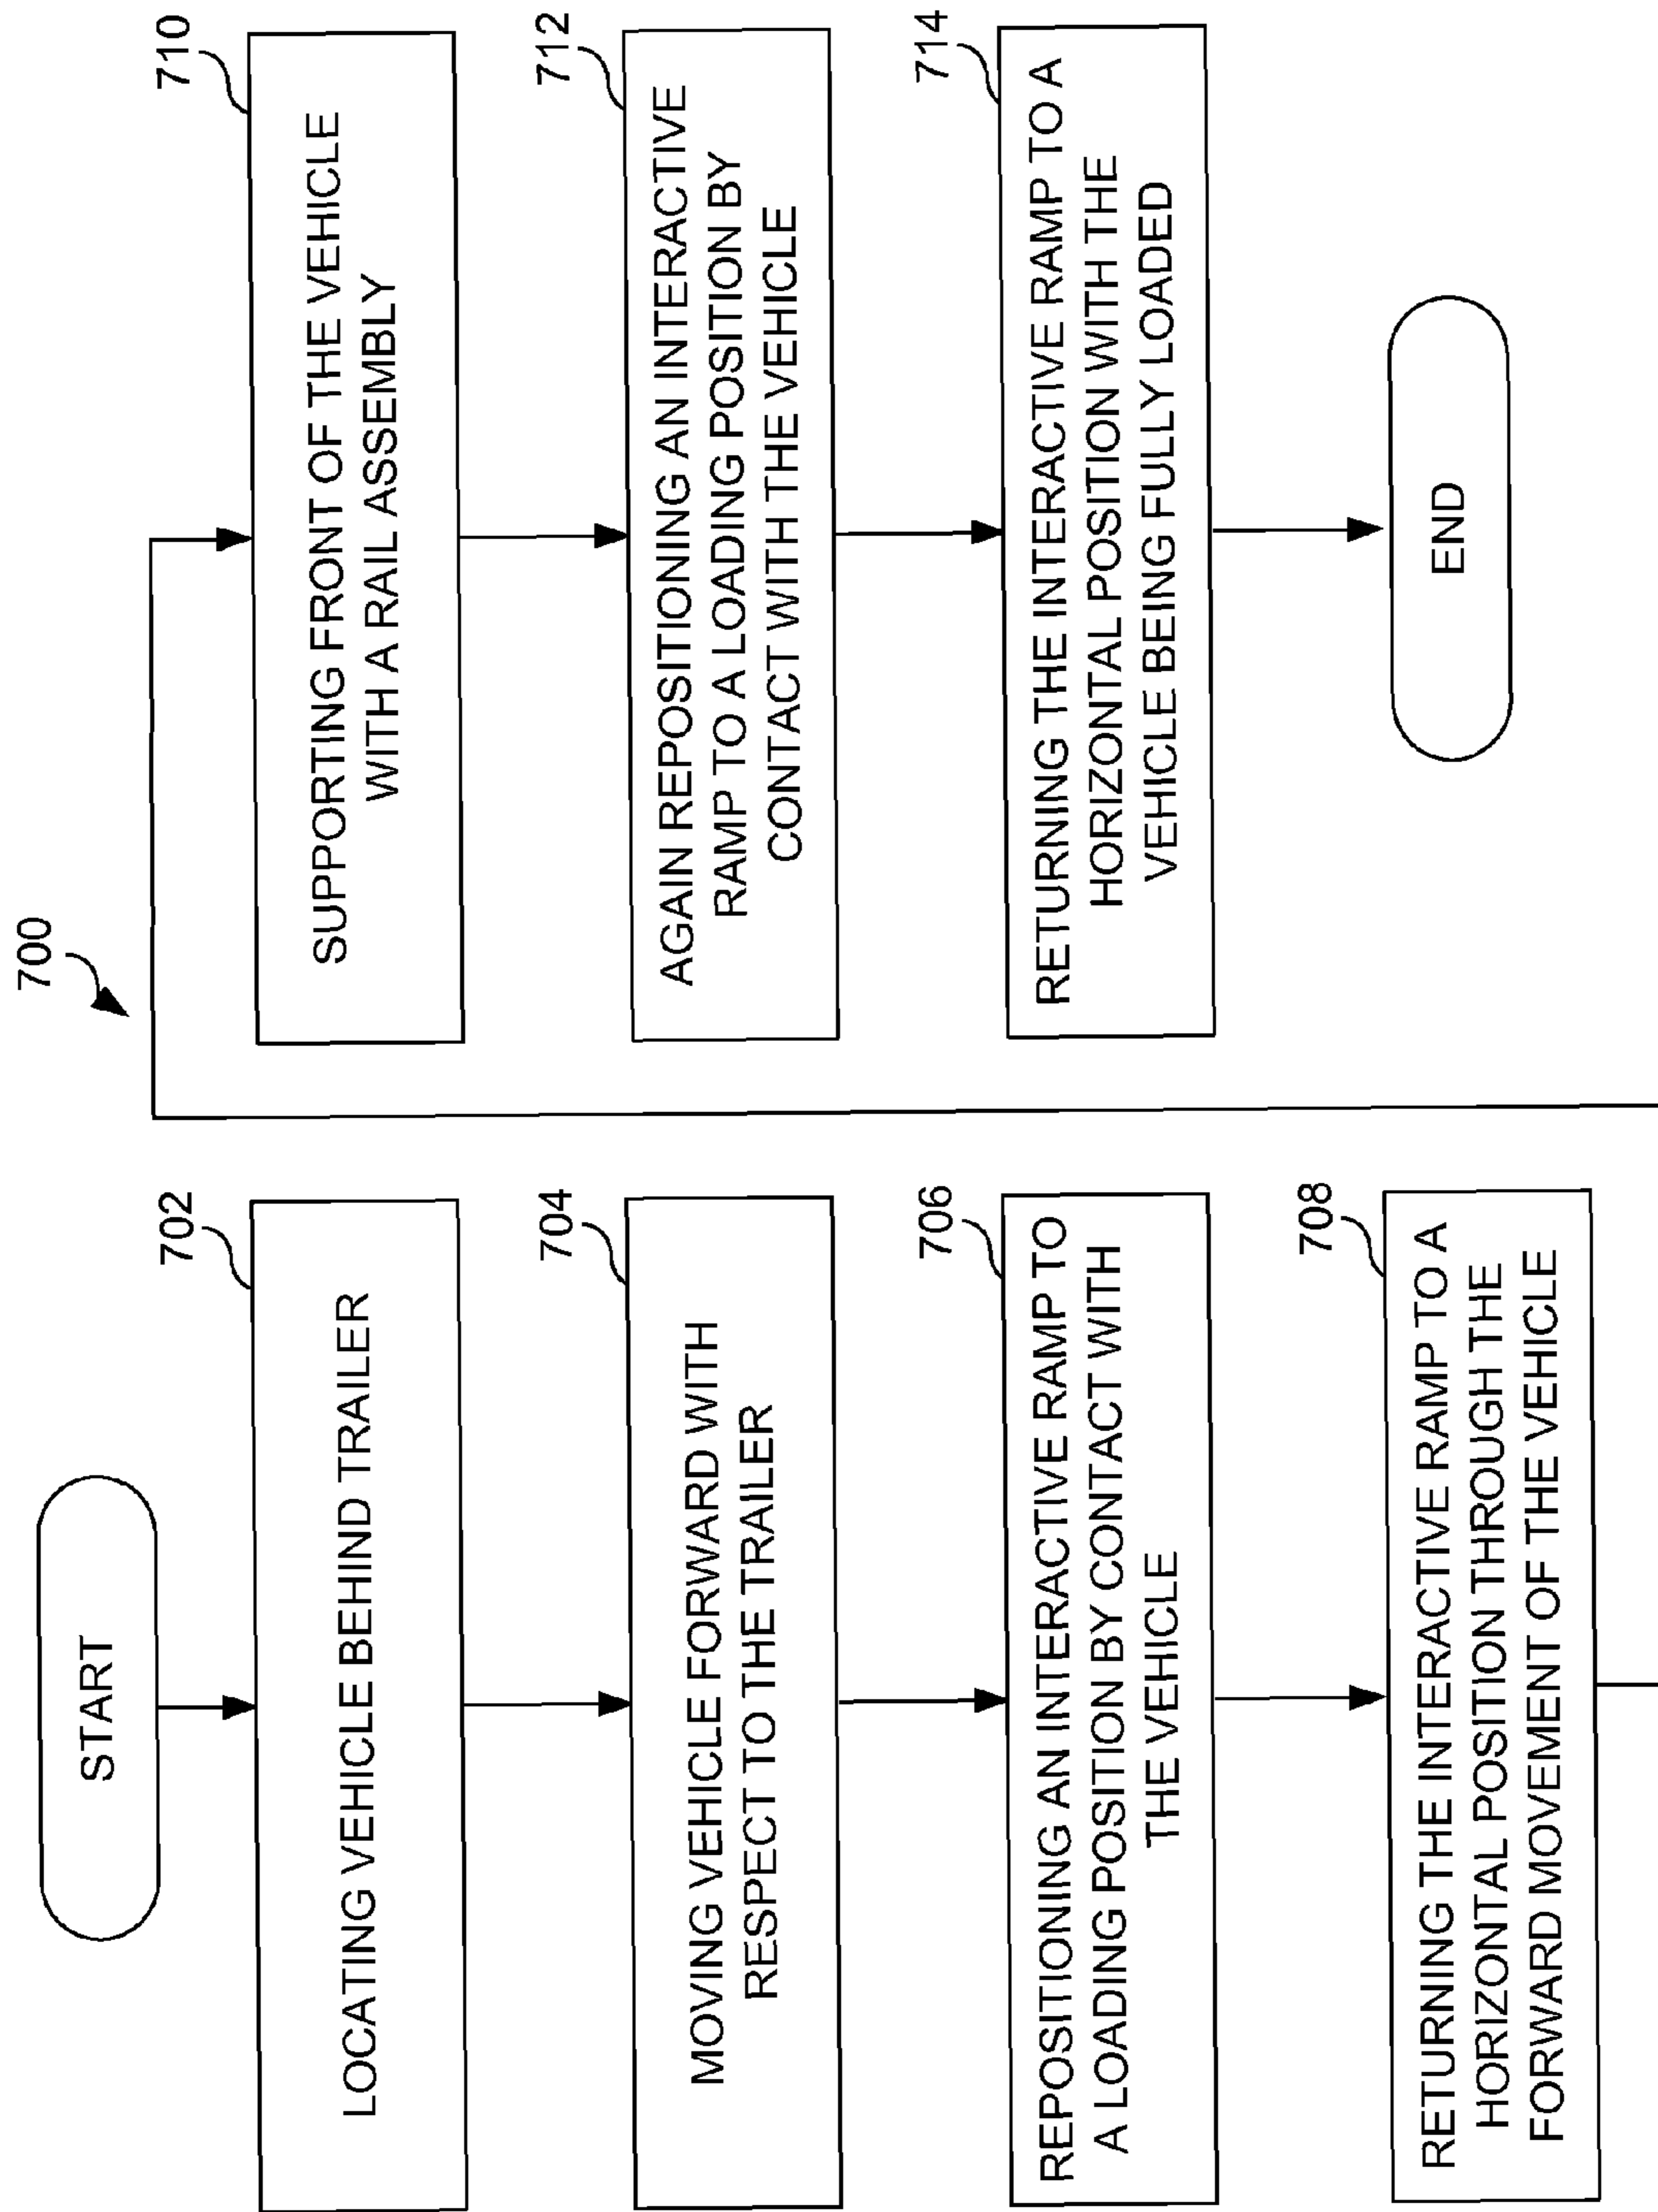 700
START
702
LOCATING VEHICLE BEHIND TRAILER
704
MOVING VEHICLE FORWARD WITH
RESPECT TO THE TRAILER
706
REPOSITIONING AN INTERACTIVE RAMP TO
A LOADING POSITION BY CONTACT WITH
THE VEHICLE
708
RETURNING THE INTERACTIVE RAMP TO A
HORIZONTAL POSITION THROUGH THE
FORWARD MOVEMENT OF THE VEHICLE
710
SUPPORTING FRONT OF THE VEHICLE
WITH A RAIL ASSEMBLY
712
AGAIN REPOSITIONING AN INTERACTIVE
RAMP TO A LOADING POSITION BY
CONTACT WITH THE VEHICLE
714
RETURNING THE INTERACTIVE RAMP TO A
HORIZONTAL POSITION WITH THE
VEHICLE BEING FULLY LOADED
END